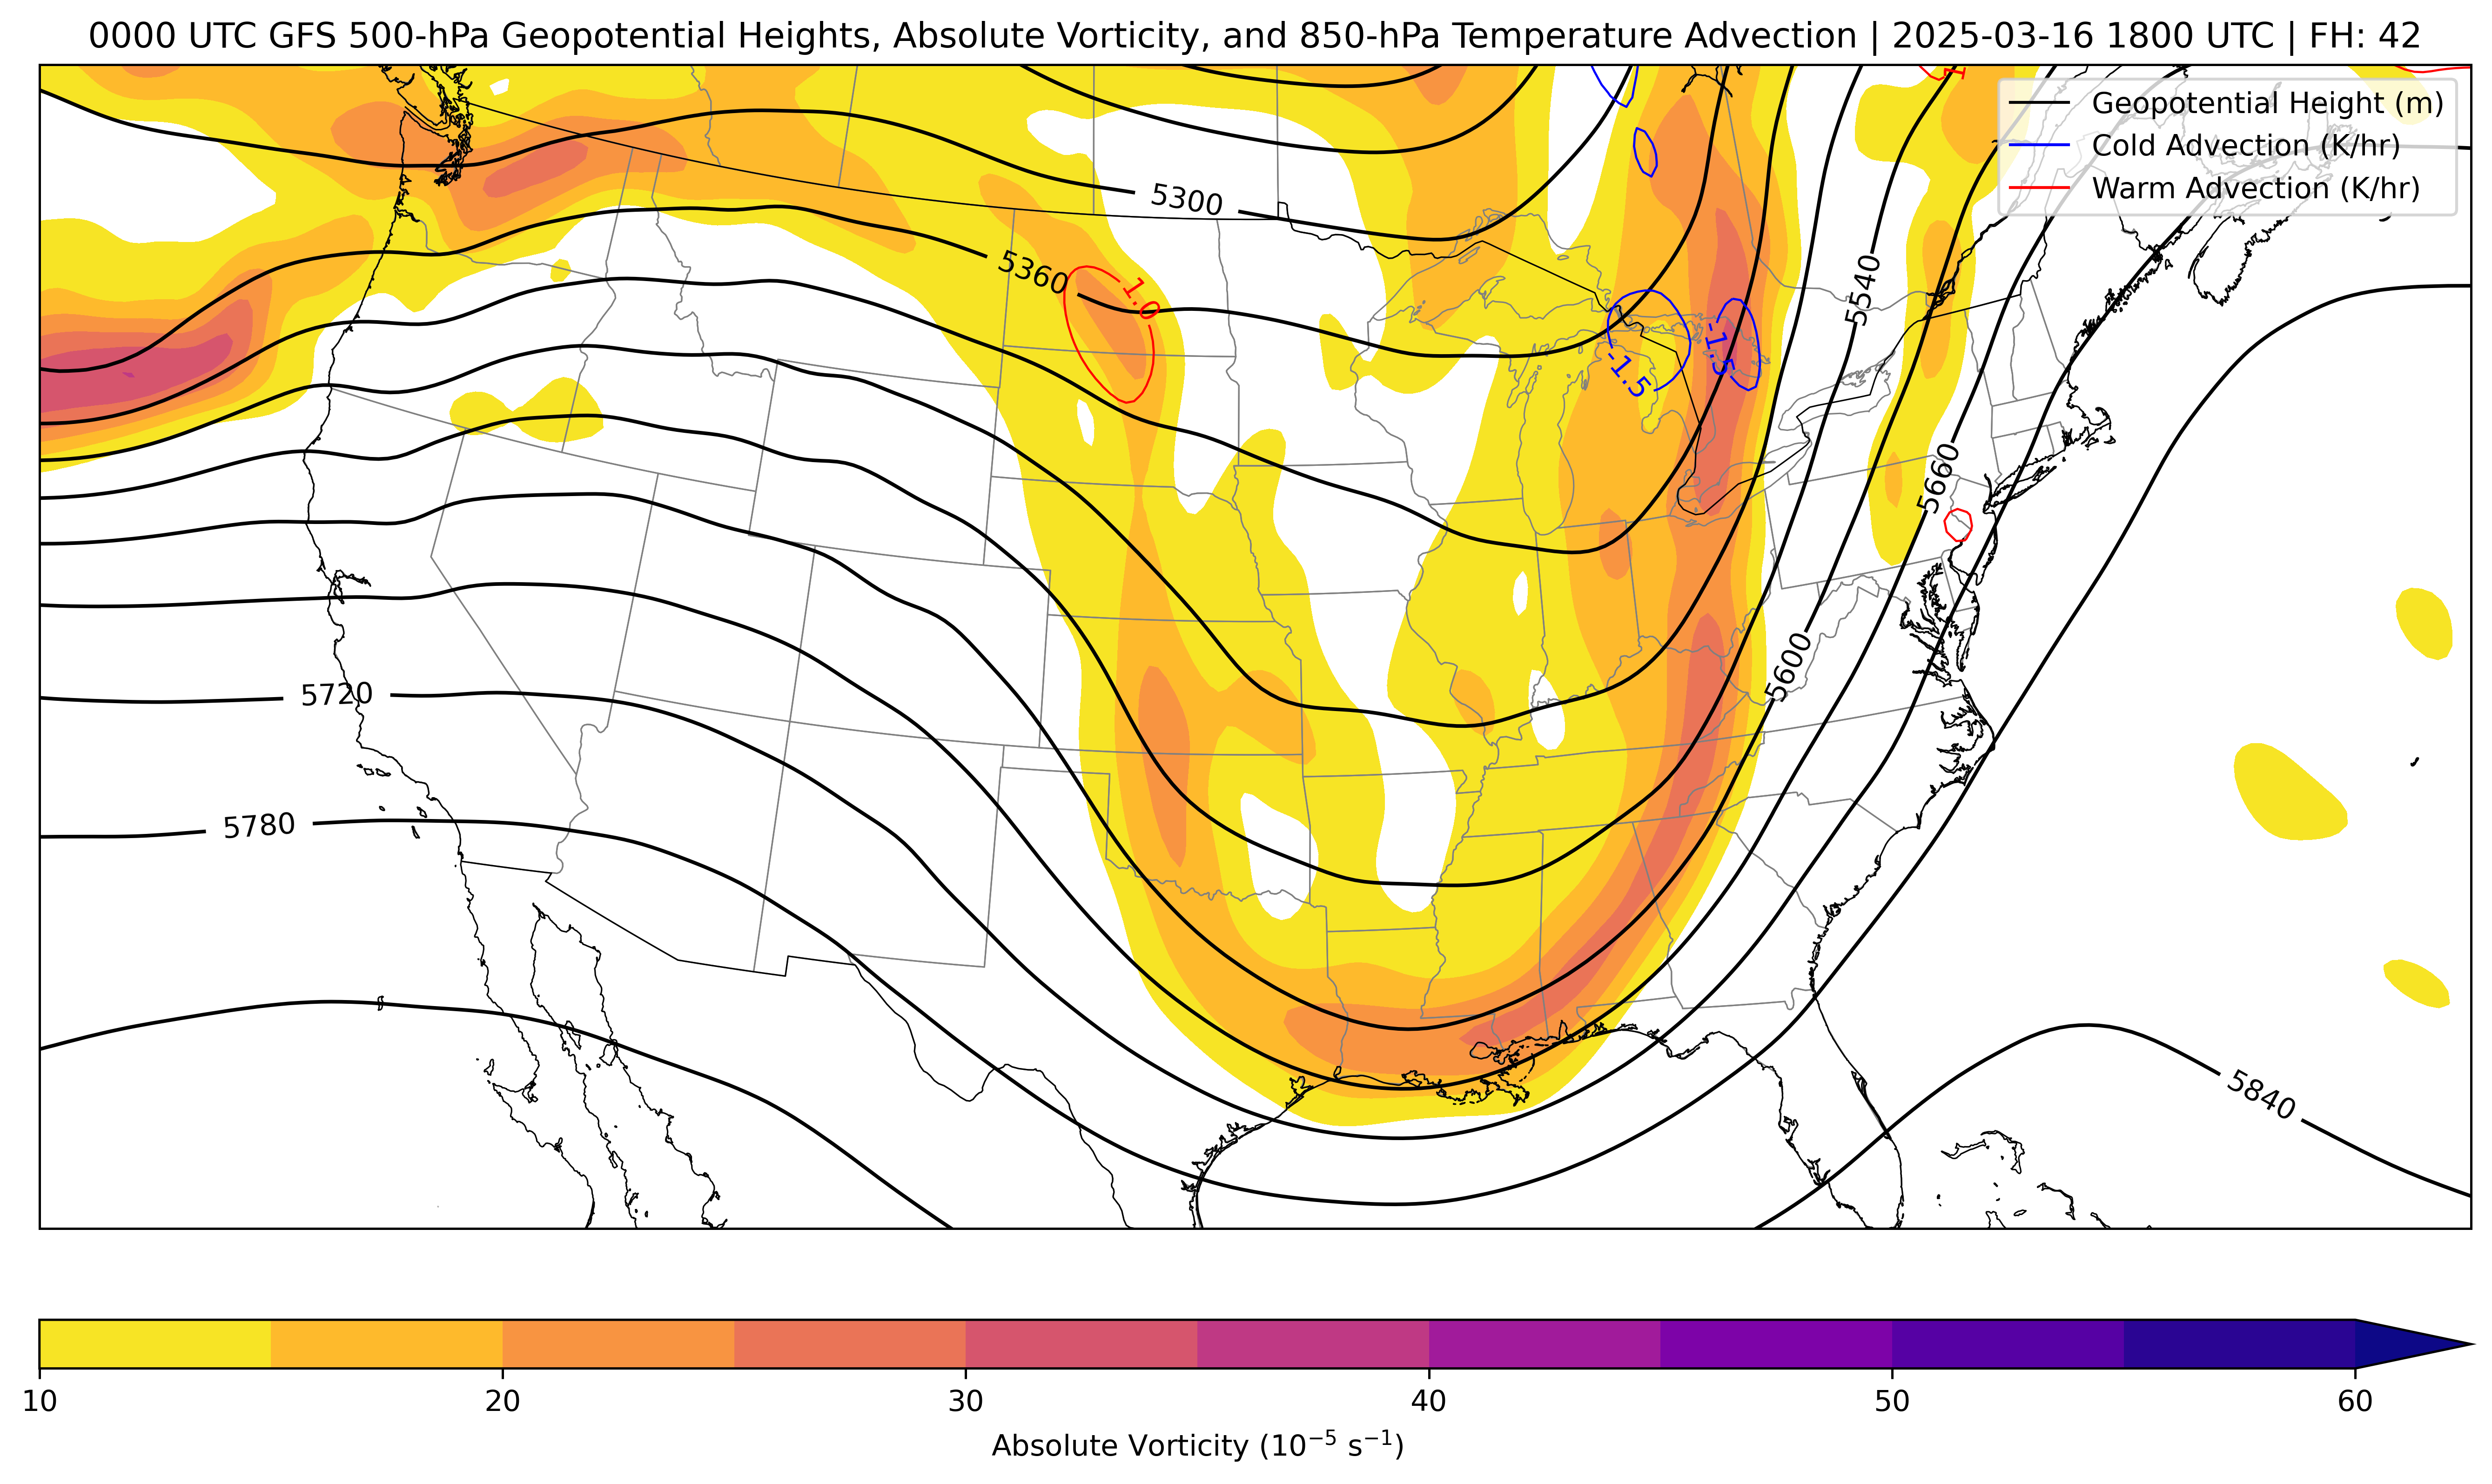 0000 UTC GFS 500-hPa Geopotential Heights, Absolute Vorticity, and 850-hPa Temperature Advection | 2025-03-16 1800 UTC | FH: 42
1
Geopotential Height (m)
Cold Advection (K/hr)
Warm Advection (K/hr)
5300
5360
1.0
5540
-1.5
-1.5
5660
5600
5720
5780
5840
10 20 30 40 50 60
Absolute Vorticity (10⁻⁵ s⁻¹)